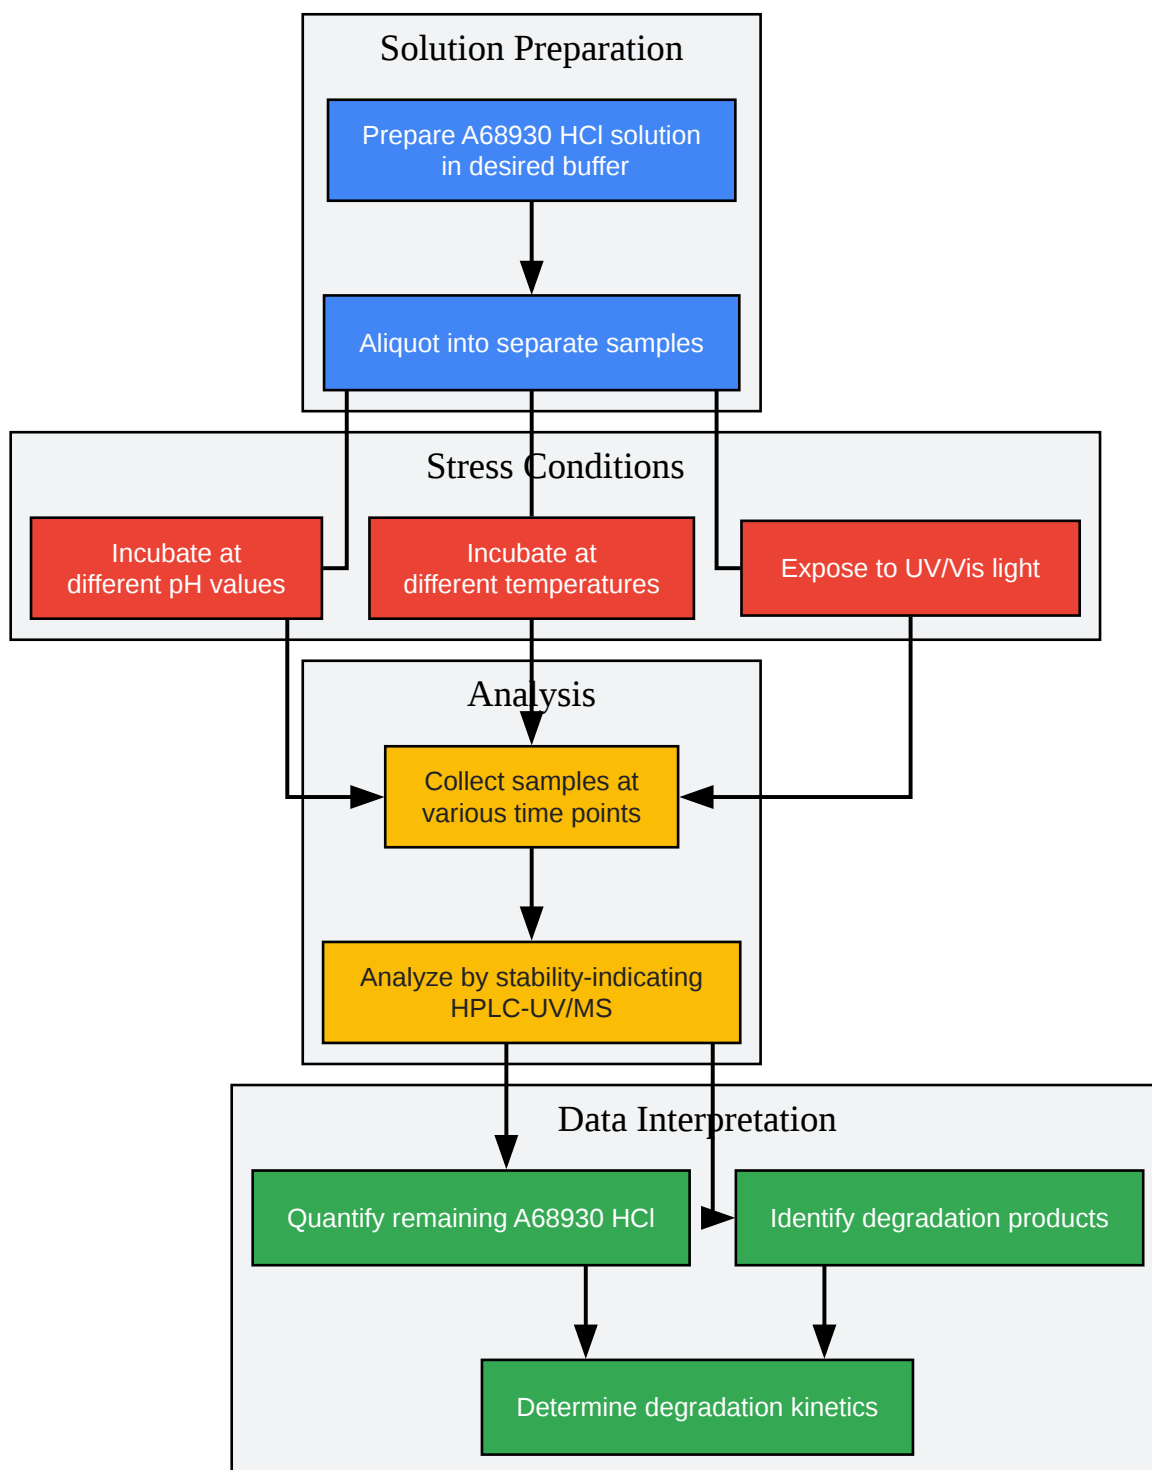 Solution Preparation
Prepare A68930 HCl solution
in desired buffer
Aliquot into separate samples
Stress Conditions
Incubate at
different pH values
Incubate at
different temperatures
Expose to UV/Vis light
Analysis
Collect samples at
various time points
Analyze by stability-indicating
HPLC-UV/MS
Data Interpretation
Quantify remaining A68930 HCl
Identify degradation products
Determine degradation kinetics